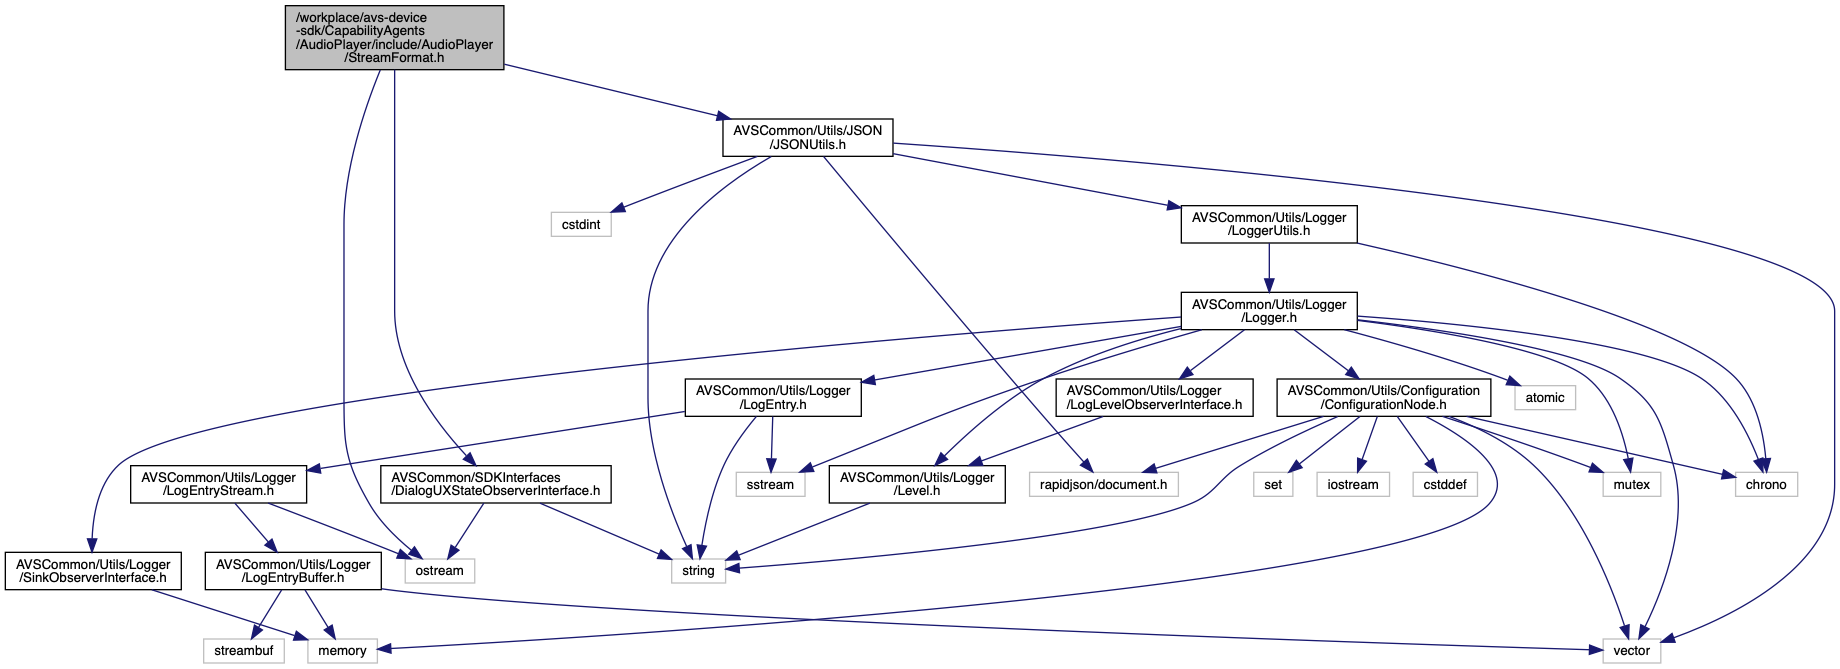 /workplace/avs-device
-sdk/CapabilityAgents
/AudioPlayer/include/AudioPlayer
/StreamFormat.h
AVSCommon/Utils/JSON
/JSONUtils.h
cstdint
AVSCommon/Utils/Logger
/LoggerUtils.h
AVSCommon/Utils/Logger
/Logger.h
AVSCommon/Utils/Logger
/LogEntry.h
AVSCommon/Utils/Logger
/LogLevelObserverInterface.h
AVSCommon/Utils/Configuration
/ConfigurationNode.h
atomic
AVSCommon/Utils/Logger
/LogEntryStream.h
AVSCommon/SDKInterfaces
/DialogUXStateObserverInterface.h
sstream
AVSCommon/Utils/Logger
/Level.h
rapidjson/document.h
set
iostream
cstddef
mutex
chrono
AVSCommon/Utils/Logger
/SinkObserverInterface.h
AVSCommon/Utils/Logger
/LogEntryBuffer.h
ostream
string
streambuf
memory
vector